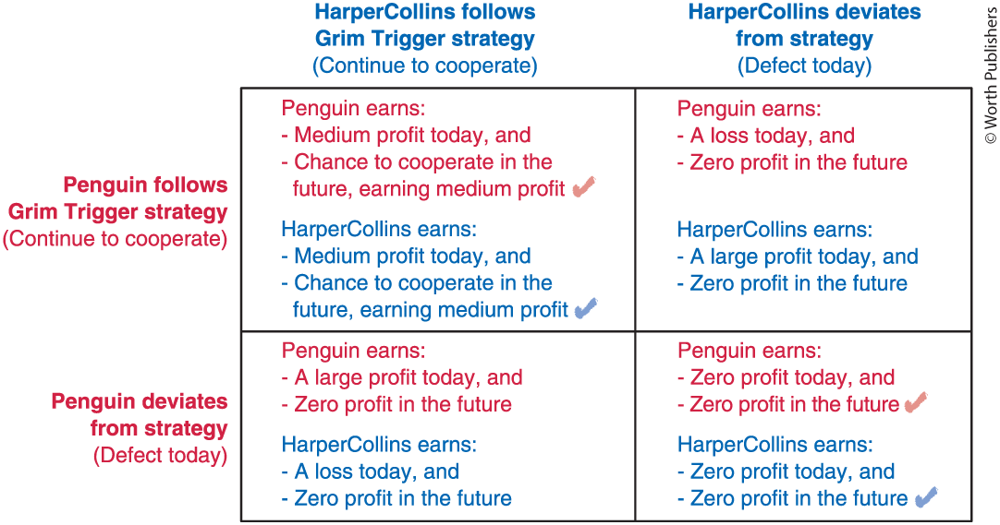 HarperCollins follows
Grim Trigger strategy
(Continue to cooperate)
HarperCollins deviates
from strategy
(Defect today)
© Worth Publishers
Penguin follows
Grim Trigger strategy
(Continue to cooperate)
Penguin earns:
- Medium profit today, and
- Chance to cooperate in the
future, earning medium profit
HarperCollins earns:
- Medium profit today, and
- Chance to cooperate in the
future, earning medium profit
Penguin earns:
- A loss today, and
- Zero profit in the future
HarperCollins earns:
- A large profit today, and
- Zero profit in the future
Penguin deviates
from strategy
(Defect today)
Penguin earns:
- A large profit today, and
- Zero profit in the future
HarperCollins earns:
- A loss today, and
- Zero profit in the future
Penguin earns:
- Zero profit today, and
- Zero profit in the future
HarperCollins earns:
- Zero profit today, and
- Zero profit in the future